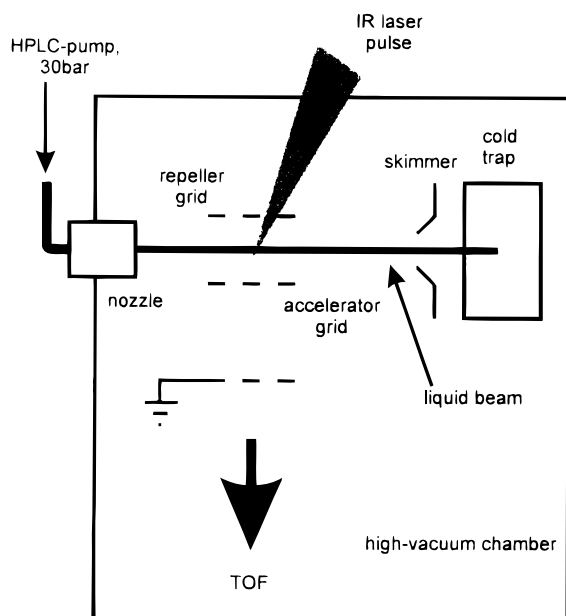 HPLC-pump,
30bar
IR laser
pulse
cold
trap
skimmer
repeller
grid
nozzle
accelerator
grid
liquid beam
high-vacuum chamber
TOF